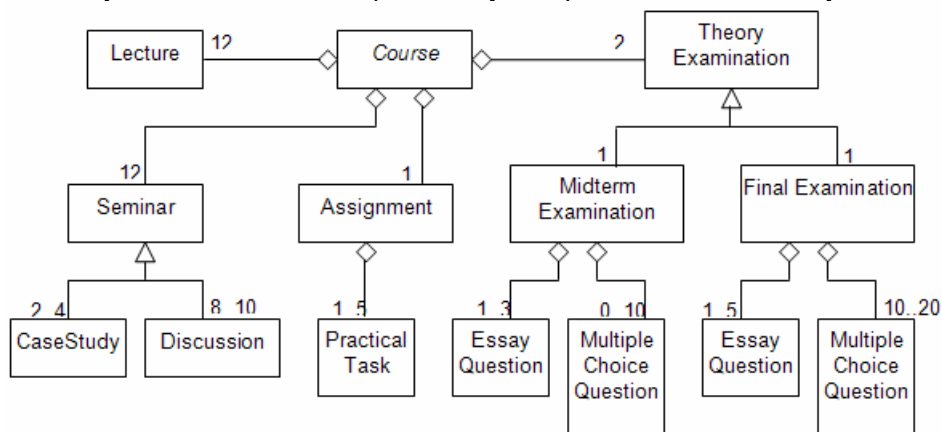 Lecture
12
Course
2
Theory
Examination
12
Seminar
1
Assignment
1
Midterm
Examination
1
Final Examination
2 4
CaseStudy
8 10
Discussion
1 5
Practical
Task
1 3
Essay
Question
0 10
Multiple
Choice
Question
1 5
Essay
Question
10..20
Multiple
Choice
Question